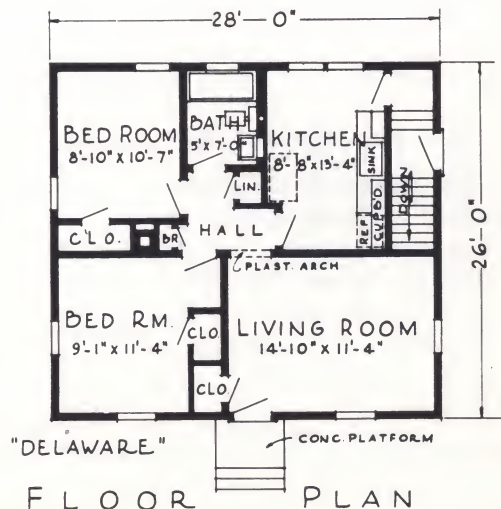 28'-0"
BED ROOM
8'-10" x 10'-7"
BATH
5' x 7'-0"
KITCHEN
8'-8" x 13'-4"
SINK
LIN.
DOWN
REF.
CUPB'D.
26'-0"
CLO.
BR
HALL
PLAST. ARCH
BED RM.
9'-1" x 11'-4"
CLO
LIVING ROOM
14'-10" x 11'-4"
CLO
"DELAWARE"
CONC. PLATFORM
FLOOR PLAN